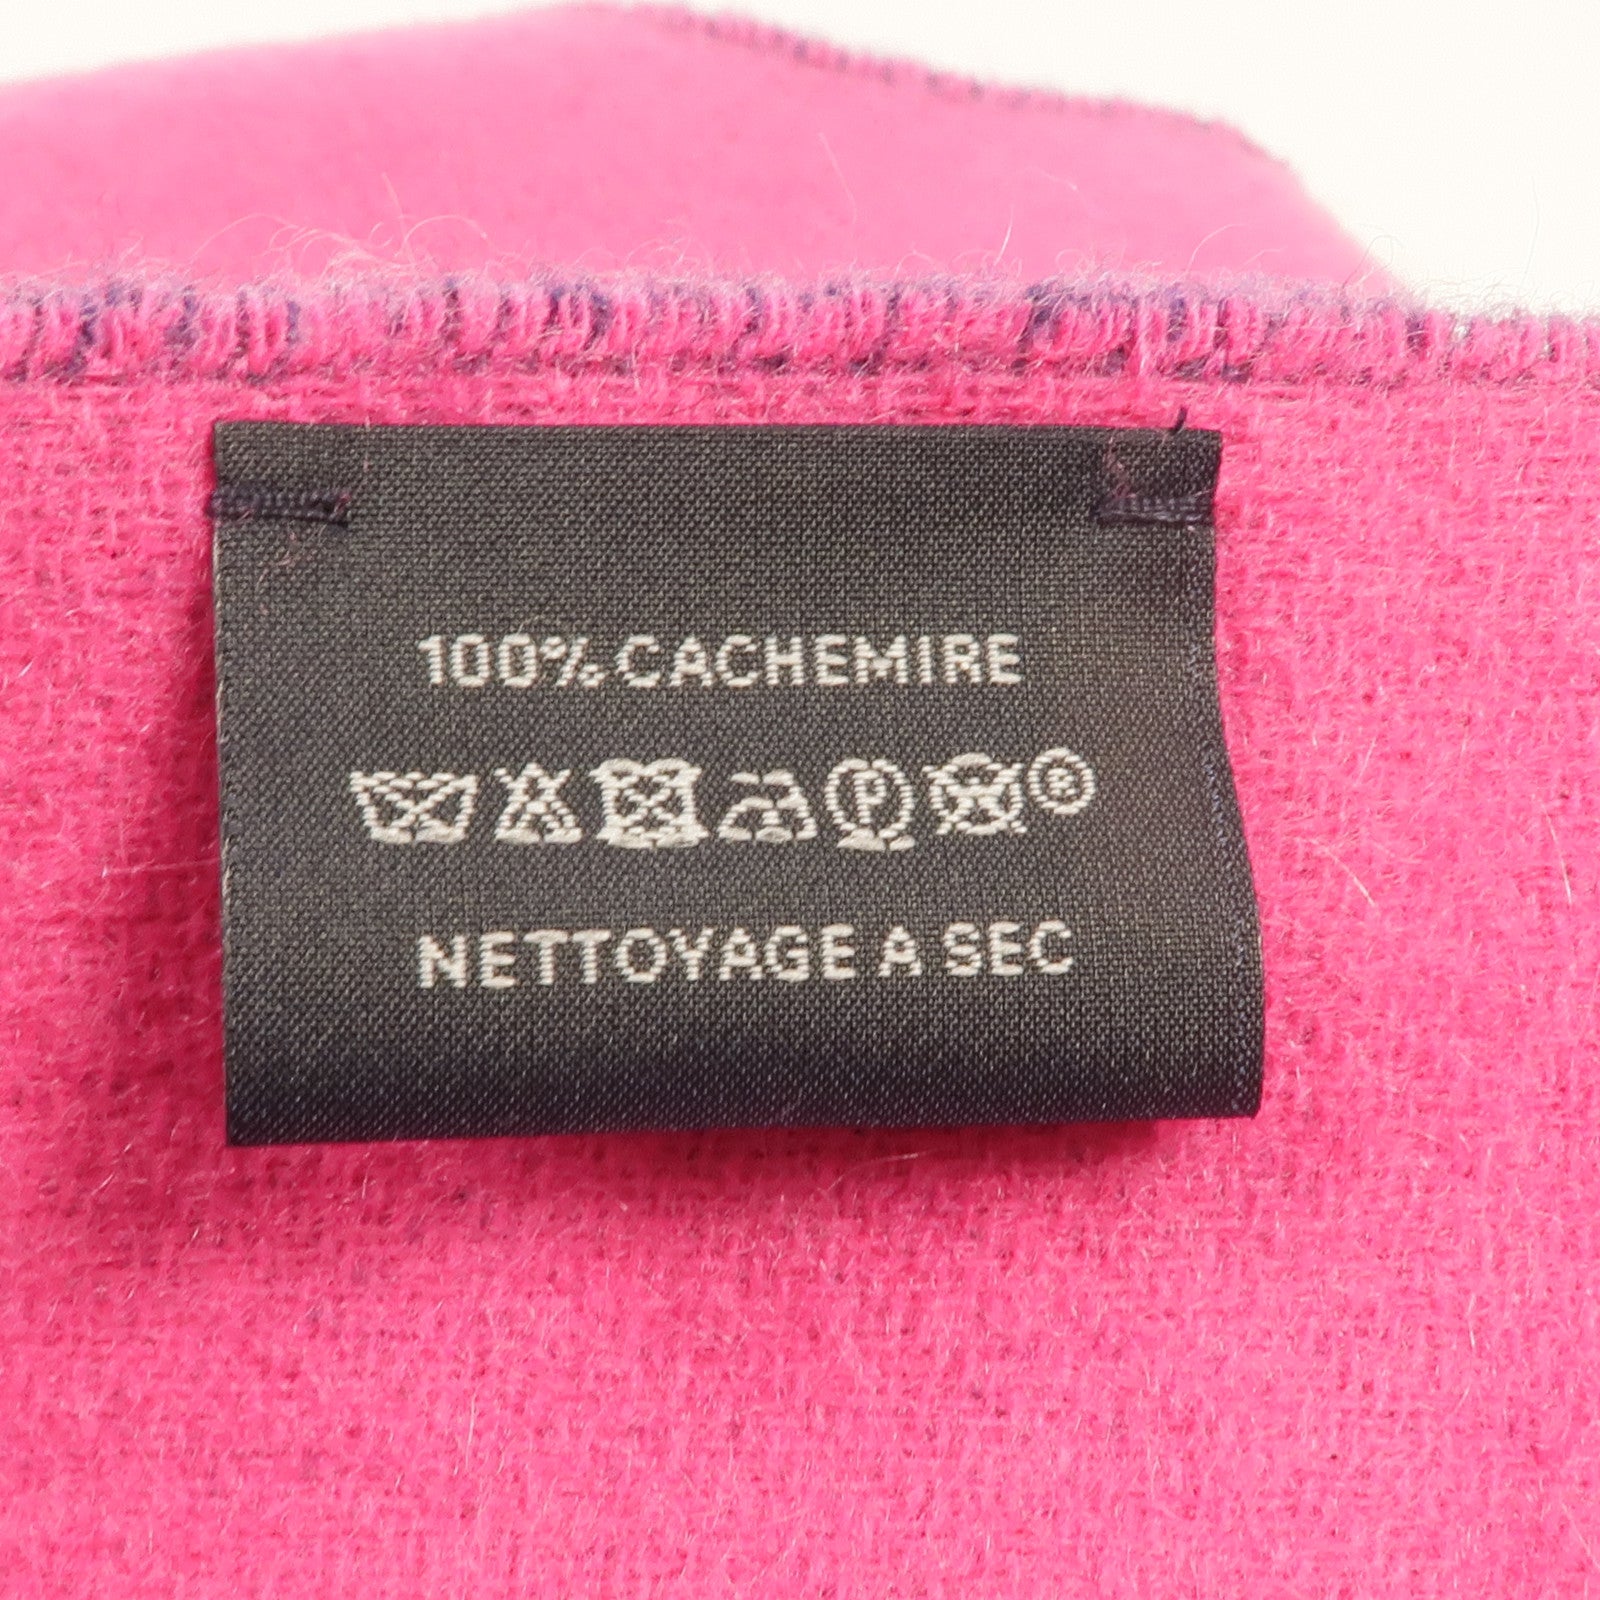 100% CACHEMIRE
P ®
NETTOYAGE A SEC